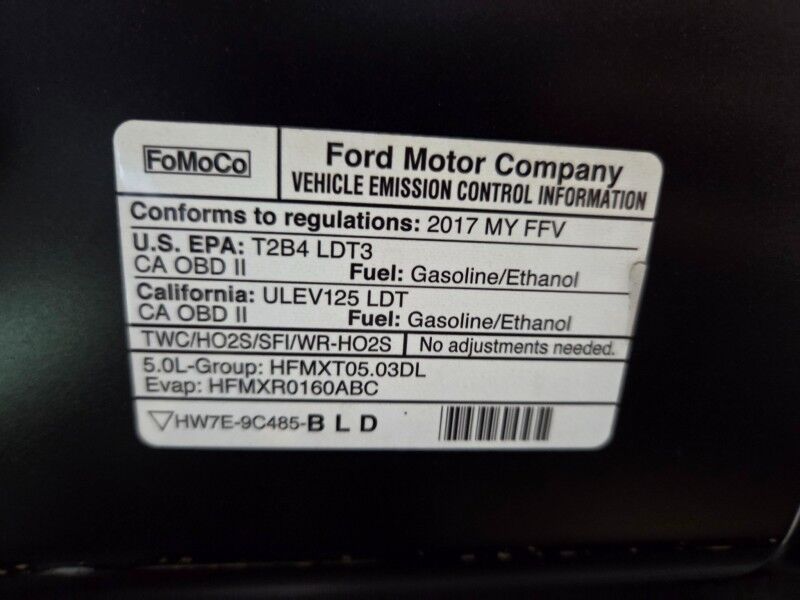 FoMoCo
Ford Motor Company
VEHICLE EMISSION CONTROL INFORMATION
Conforms to regulations: 2017 MY FFV
U.S. EPA: T2B4 LDT3
CA OBD II Fuel: Gasoline/Ethanol
California: ULEV125 LDT
CA OBD II Fuel: Gasoline/Ethanol
TWC/HO2S/SFI/WR-HO2S No adjustments needed.
5.0L-Group: HFMXT05.03DL
Evap: HFMXR0160ABC
HW7E-9C485-B L D